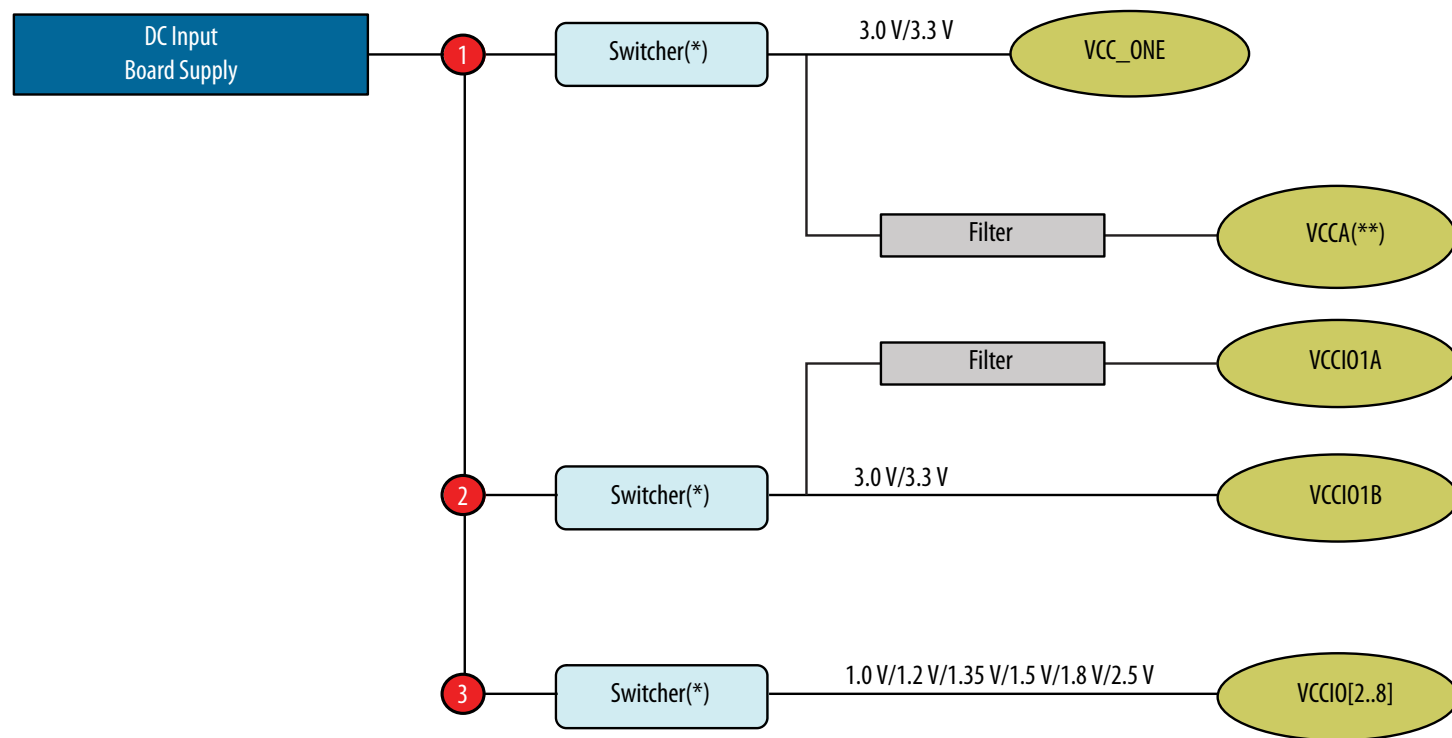 DC Input
Board Supply
1
Switcher(*)
3.0 V/3.3 V
VCC_ONE
Filter
VCCA(**)
Filter
VCCIO1A
2
Switcher(*)
3.0 V/3.3 V
VCCIO1B
3
Switcher(*)
1.0 V/1.2 V/1.35 V/1.5 V/1.8 V/2.5 V
VCCIO[2..8]